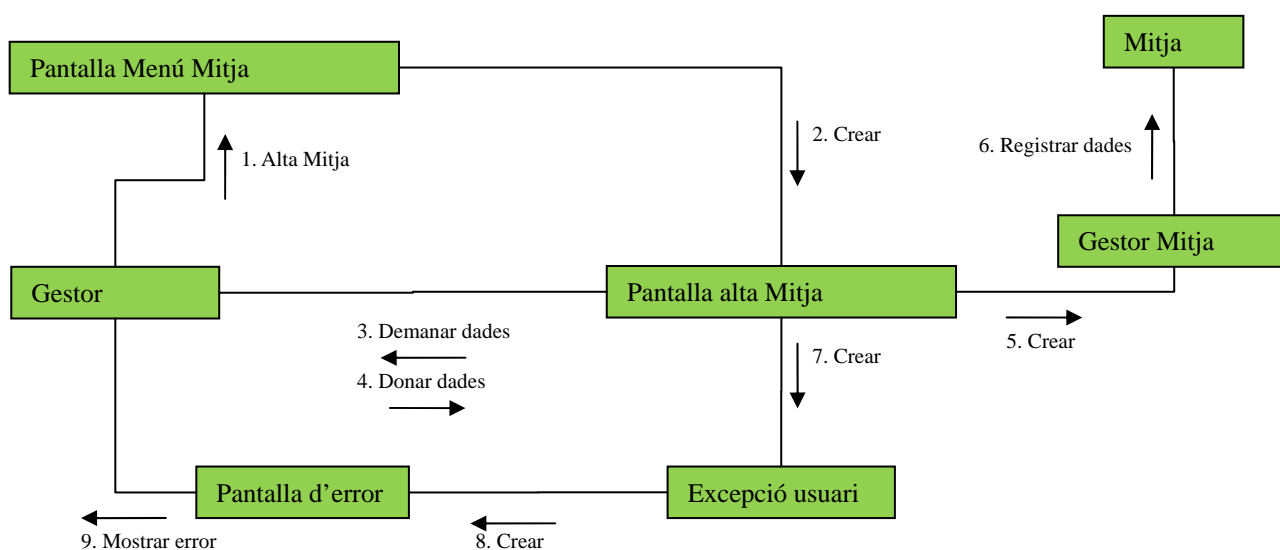 Mitja
Pantalla Menú Mitja
2. Crear
6. Registrar dades
1. Alta Mitja
Gestor Mitja
Gestor
Pantalla alta Mitja
3. Demanar dades
5. Crear
7. Crear
4. Donar dades
Pantalla d’error
Excepció usuari
9. Mostrar error
8. Crear